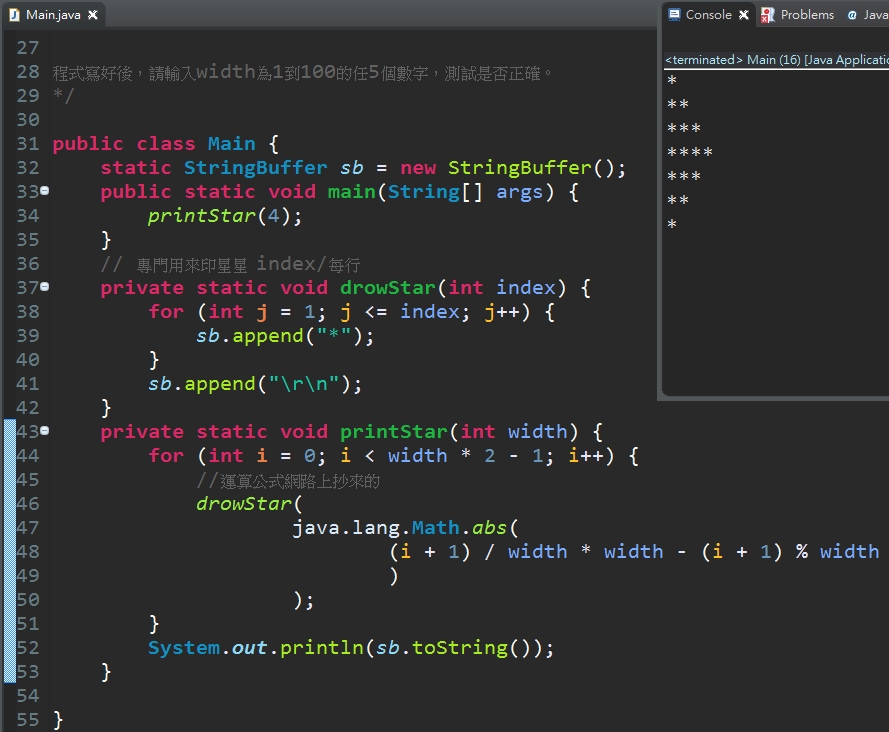 Main.java
Console Problems @ Java
<terminated> Main (16) [Java Applicatio
*
**
***
****
***
**
*
27
28 程式寫好後，請輸入width為1到100的任5個數字，測試是否正確。
29 */
30
31 public class Main {
32 static StringBuffer sb = new StringBuffer();
33 public static void main(String[] args) {
34 printStar(4);
35 }
36 // 專門用來印星星 index/每行
37 private static void drowStar(int index) {
38 for (int j = 1; j <= index; j++) {
39 sb.append("*");
40 }
41 sb.append("\r\n");
42 }
43 private static void printStar(int width) {
44 for (int i = 0; i < width * 2 - 1; i++) {
45 //運算公式網路上抄來的
46 drowStar(
47 java.lang.Math.abs(
48 (i + 1) / width * width - (i + 1) % width
49 )
50 );
51 }
52 System.out.println(sb.toString());
53 }
54
55 }